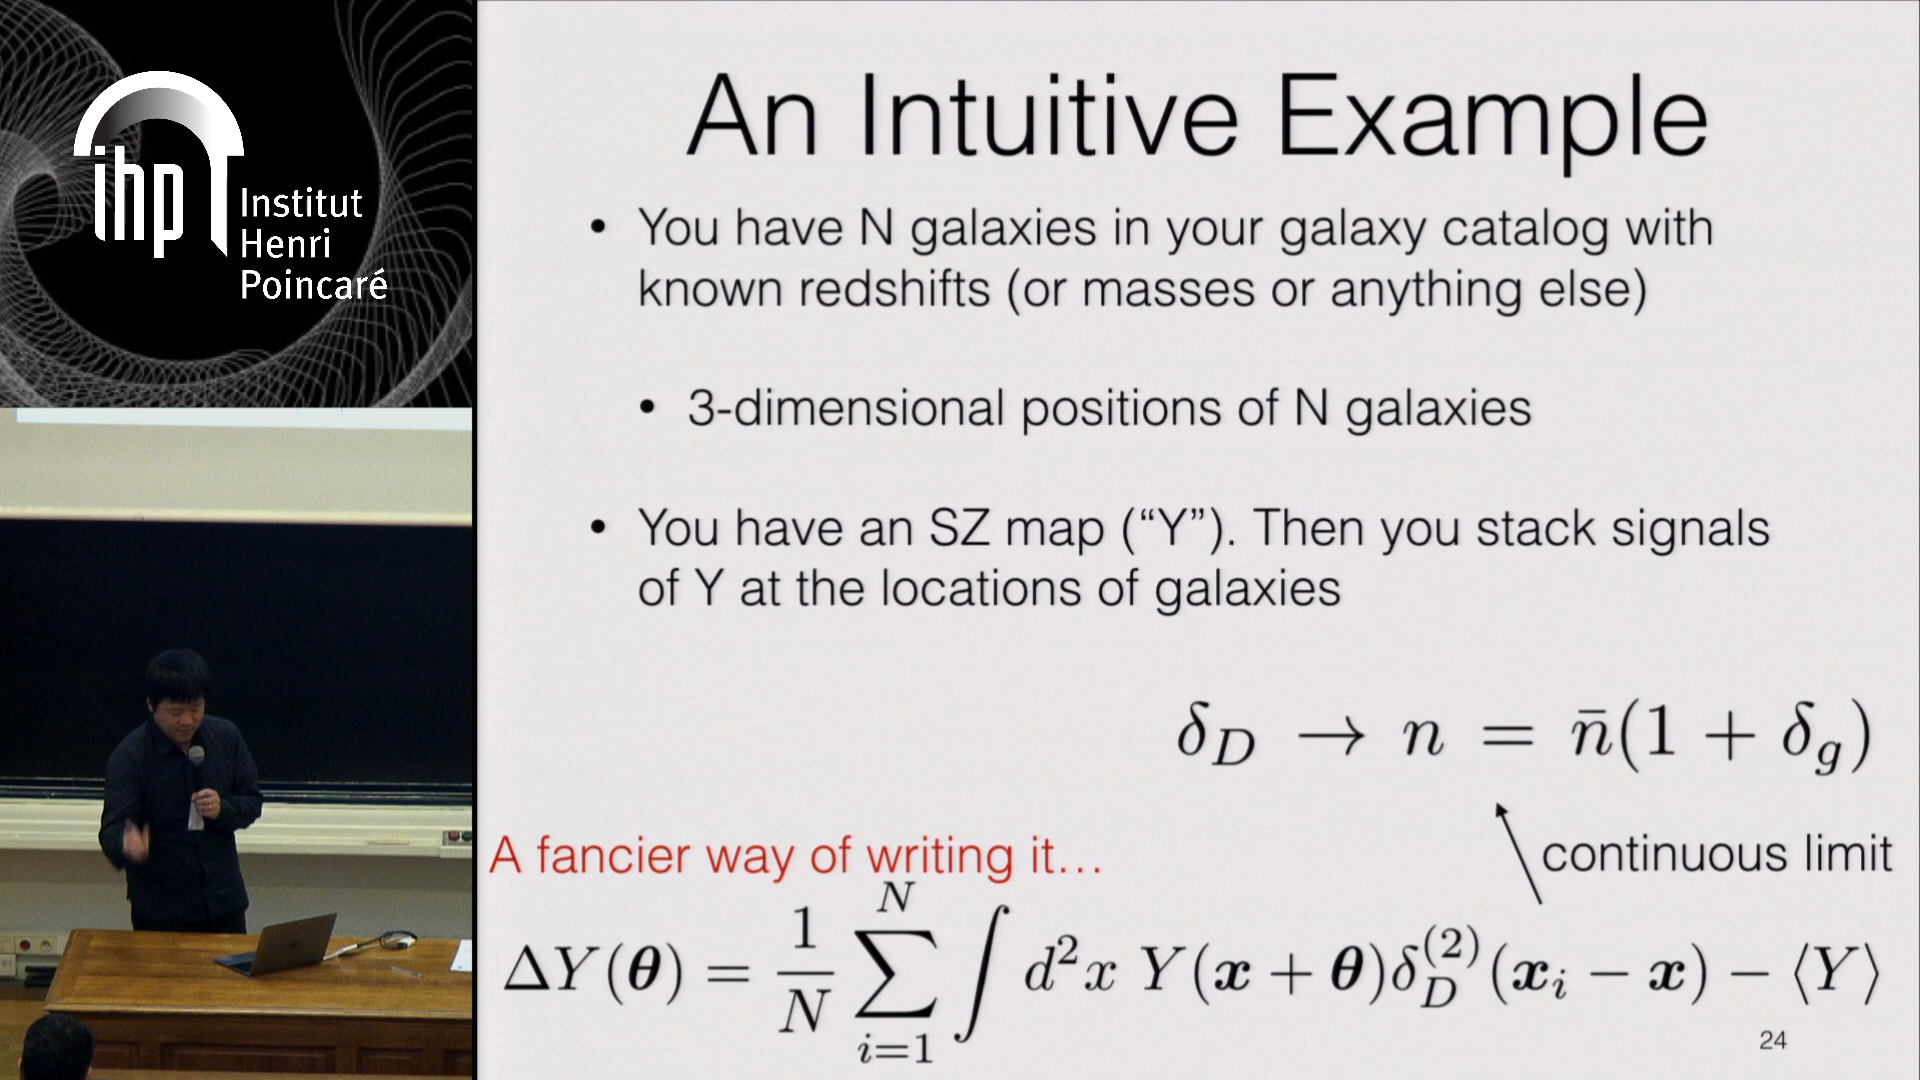 ihp
Institut
Henri
Poincaré
An Intuitive Example
• You have N galaxies in your galaxy catalog with
known redshifts (or masses or anything else)
• 3-dimensional positions of N galaxies
• You have an SZ map (“Y”). Then you stack signals
of Y at the locations of galaxies
δ_D → n = n̄(1 + δ_g)
continuous limit
A fancier way of writing it…
ΔY(θ) = 1/N ∑_{i=1}^{N} ∫ d²x Y(x + θ)δ_D^{(2)}(x_i − x) − ⟨Y⟩
24